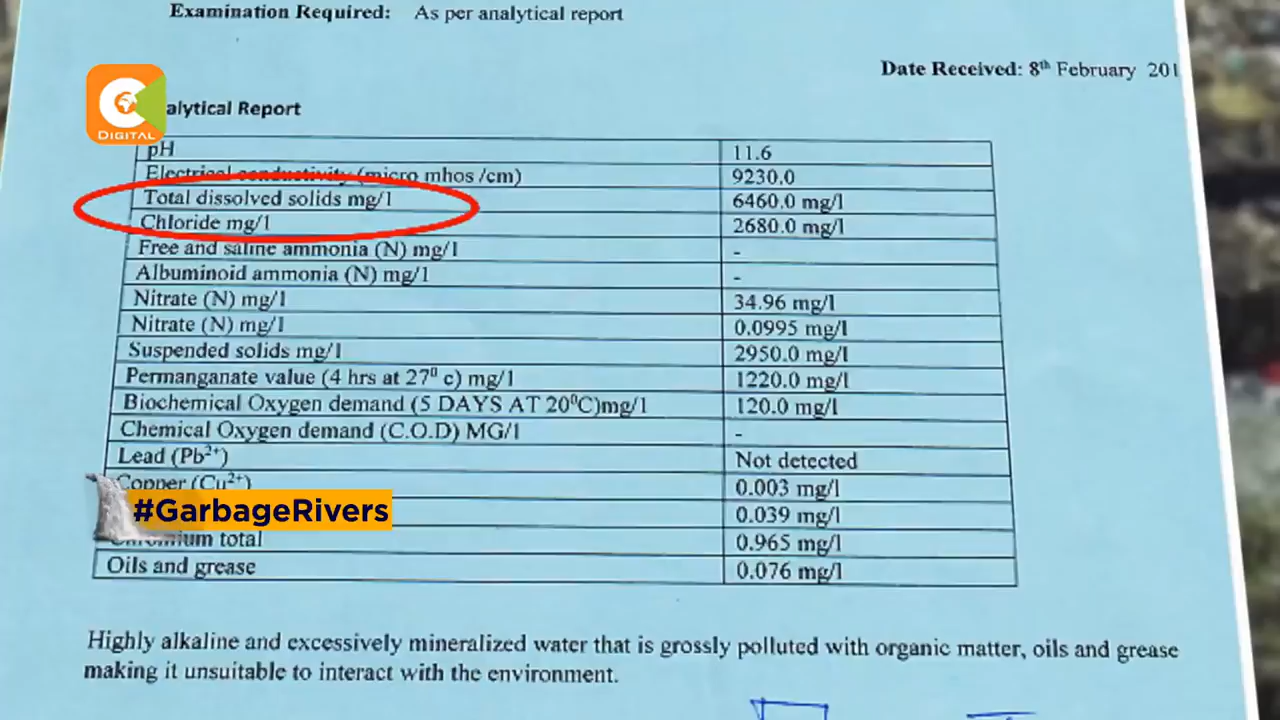 Examination Required: As per analytical report
Date Received: 8th February 201
C
DIGITAL
alytical Report
pH 11.6
Electrical conductivity (micro mhos /cm) 9230.0
Total dissolved solids mg/l 6460.0 mg/l
Chloride mg/l 2680.0 mg/l
Free and saline ammonia (N) mg/l -
Albuminoid ammonia (N) mg/l -
Nitrate (N) mg/l 34.96 mg/l
Nitrate (N) mg/l 0.0995 mg/l
Suspended solids mg/l 2950.0 mg/l
Permanganate value (4 hrs at 27⁰ c) mg/l 1220.0 mg/l
Biochemical Oxygen demand (5 DAYS AT 20⁰C)mg/l 120.0 mg/l
Chemical Oxygen demand (C.O.D) MG/l -
Lead (Pb²⁺) Not detected
Copper (Cu²⁺) 0.003 mg/l
#GarbageRivers 0.039 mg/l
Chromium total 0.965 mg/l
Oils and grease 0.076 mg/l
Highly alkaline and excessively mineralized water that is grossly polluted with organic matter, oils and grease
making it unsuitable to interact with the environment.